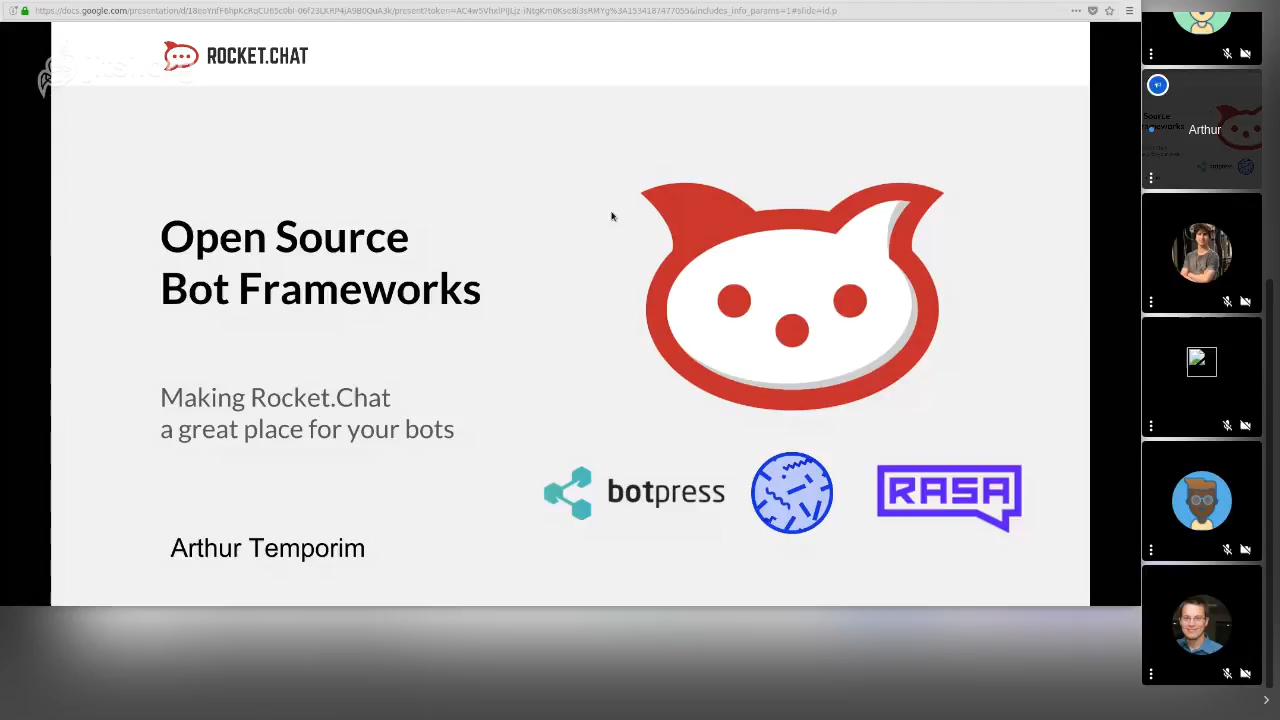 ROCKET.CHAT
Open Source
Bot Frameworks
Making Rocket.Chat
a great place for your bots
botpress
RASA
Arthur Temporim
Arthur
Source